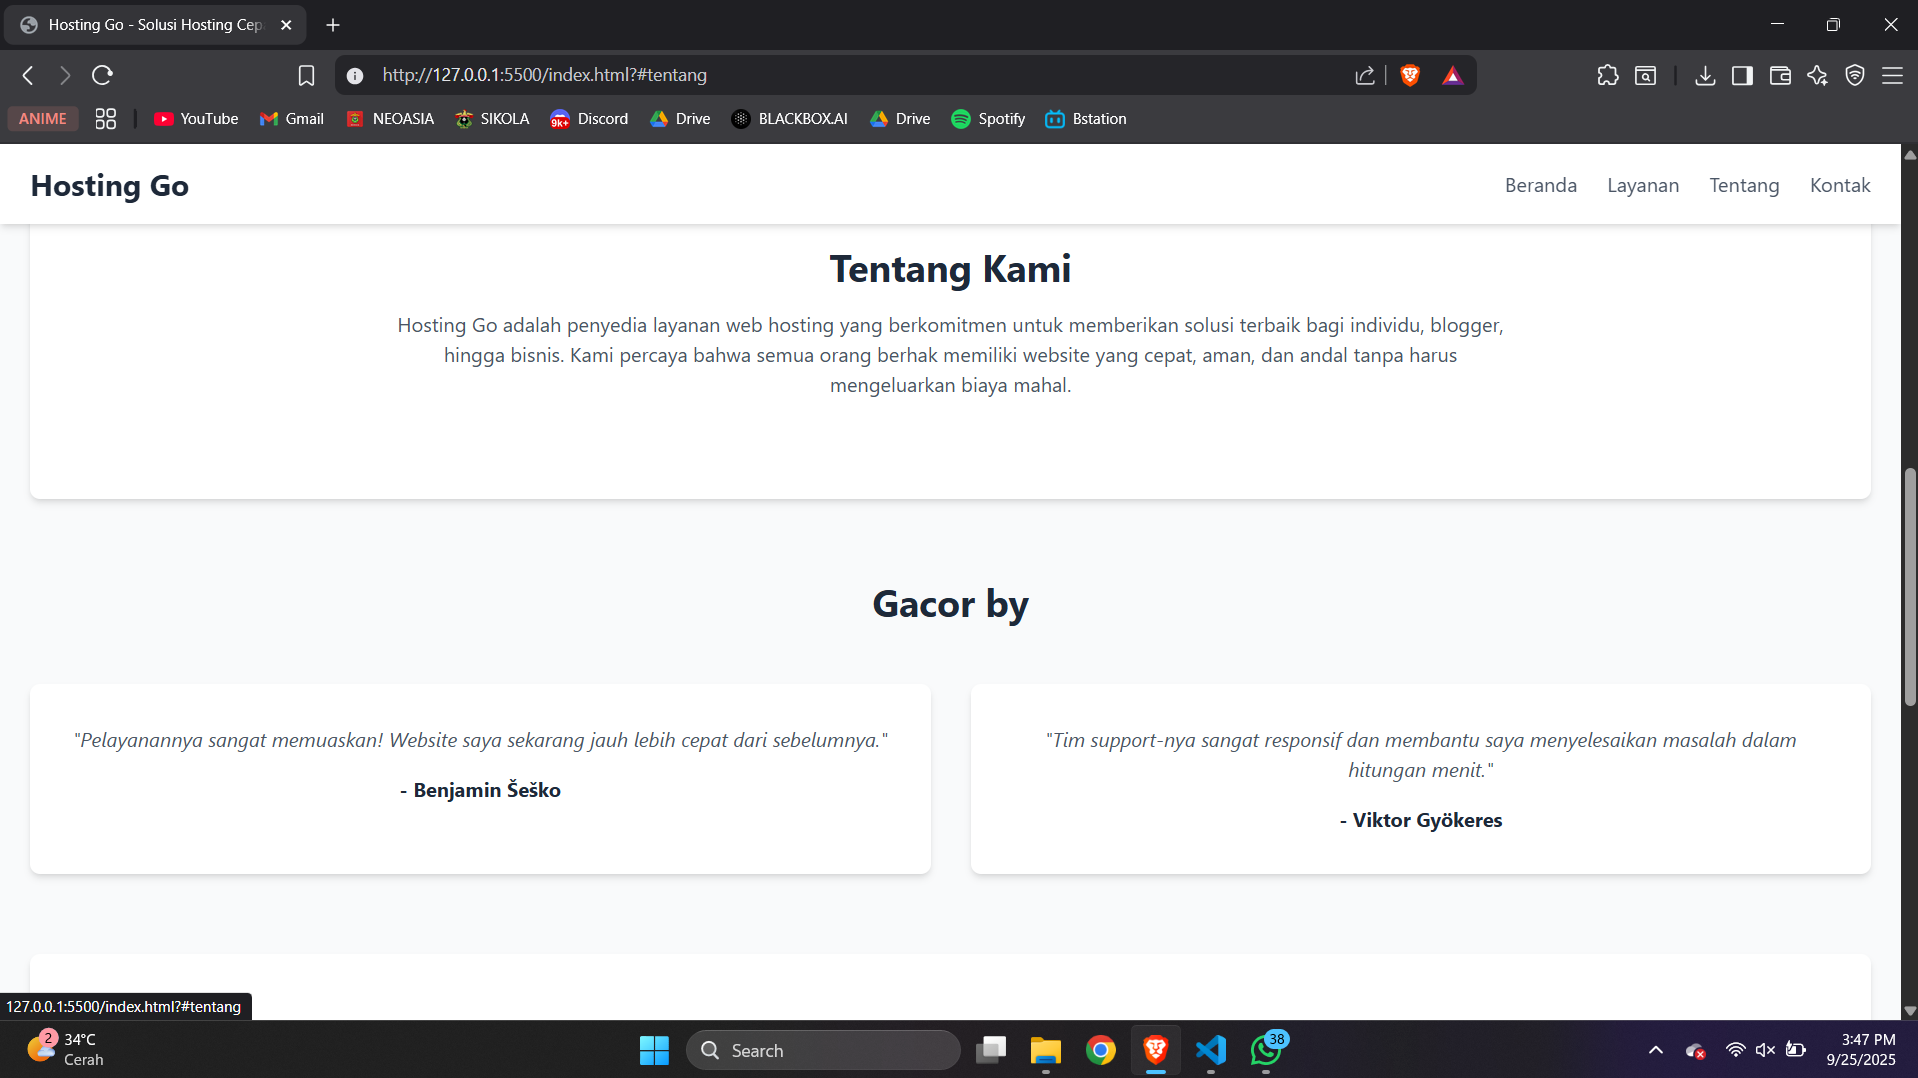 Hosting Go - Solusi Hosting Cep
http://127.0.0.1:5500/index.html?#tentang
ANIME
YouTube
Gmail
NEOASIA
SIKOLA
9k+
Discord
Drive
BLACKBOX.AI
Drive
Spotify
Bstation
Hosting Go
Beranda
Layanan
Tentang
Kontak
Tentang Kami
Hosting Go adalah penyedia layanan web hosting yang berkomitmen untuk memberikan solusi terbaik bagi individu, blogger,
hingga bisnis. Kami percaya bahwa semua orang berhak memiliki website yang cepat, aman, dan andal tanpa harus
mengeluarkan biaya mahal.
Gacor by
"Pelayanannya sangat memuaskan! Website saya sekarang jauh lebih cepat dari sebelumnya."
- Benjamin Šeško
"Tim support-nya sangat responsif dan membantu saya menyelesaikan masalah dalam
hitungan menit."
- Viktor Gyökeres
127.0.0.1:5500/index.html?#tentang
2
34°C
Cerah
Search
38
3:47 PM
9/25/2025